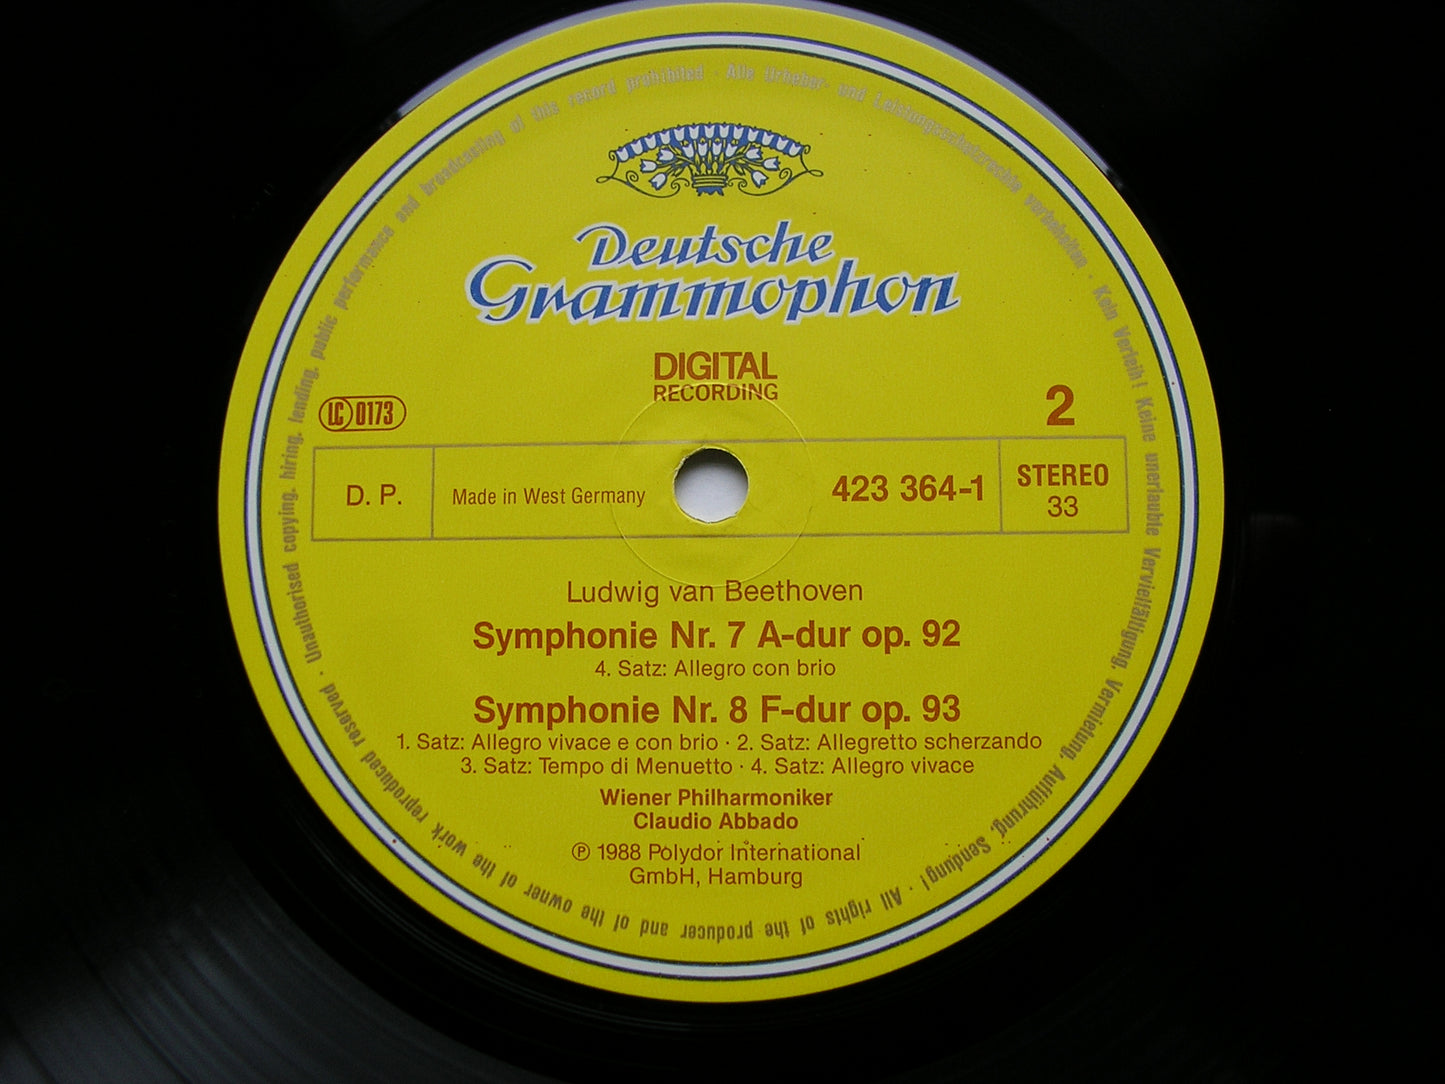 Deutsche
Grammophon
DIGITAL
RECORDING
LC 0173
2
D. P.
Made in West Germany
423 364-1
STEREO
33
Ludwig van Beethoven
Symphonie Nr. 7 A-dur op. 92
4. Satz: Allegro con brio
Symphonie Nr. 8 F-dur op. 93
1. Satz: Allegro vivace e con brio · 2. Satz: Allegretto scherzando
3. Satz: Tempo di Menuetto · 4. Satz: Allegro vivace
Wiener Philharmoniker
Claudio Abbado
℗ 1988 Polydor International
GmbH, Hamburg
Alle Urheber- und Leistungsschutzrechte vorbehalten · Kein Verleih! Keine unerlaubte Vervielfältigung, Vermietung, Aufführung, Sendung! · All rights of the producer and of the owner of the work reproduced reserved · Unauthorised copying, hiring, lending, public performance and broadcasting of this record prohibited ·